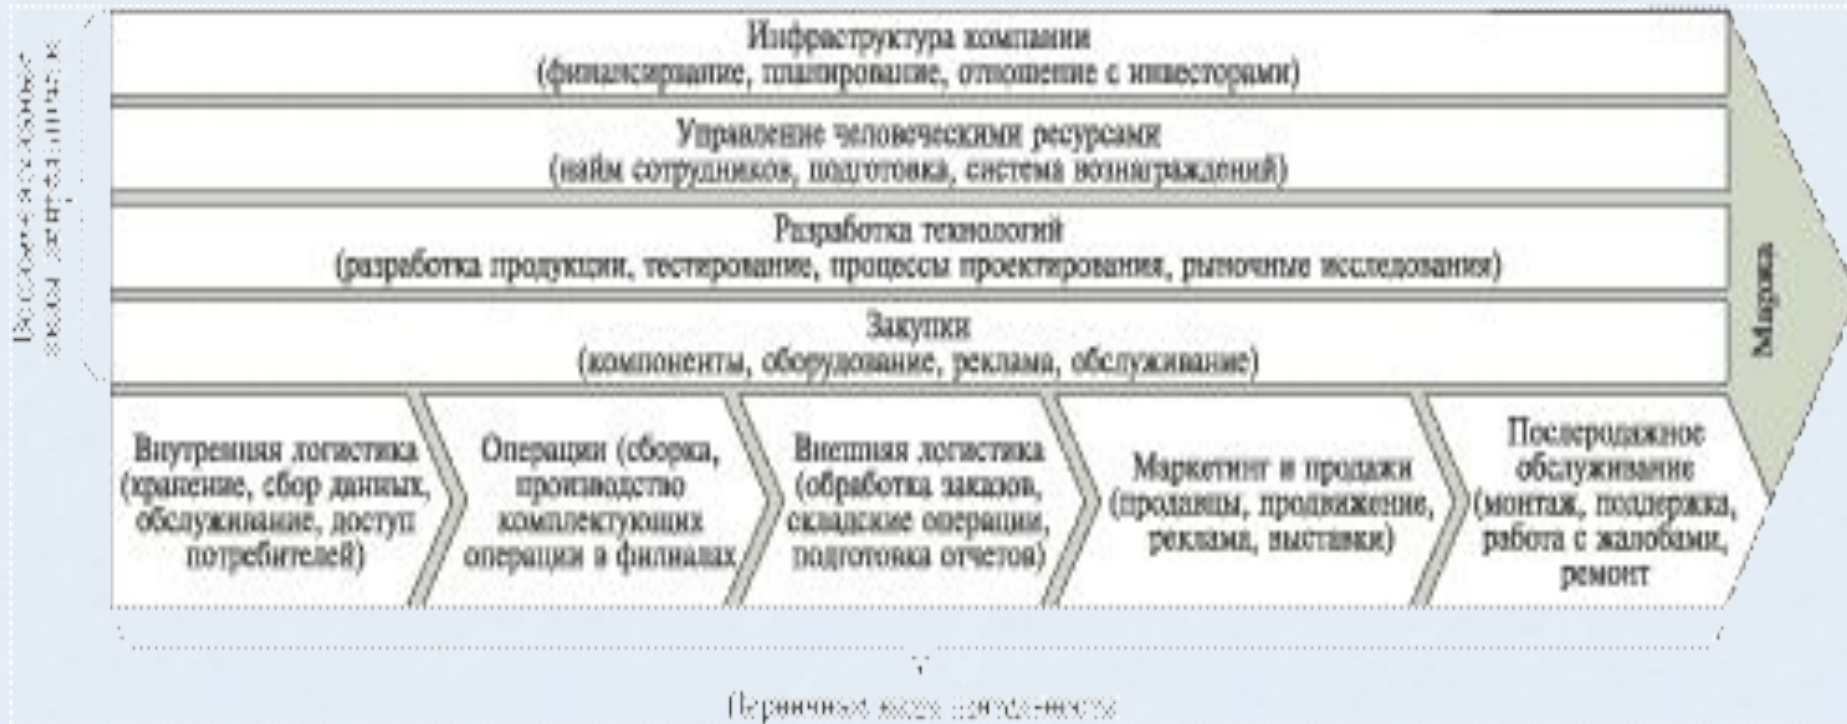 Инфраструктура компании
(финансирвание, планирование, отношение с инвесторами)
Управление человеческими ресурсами
(найм сотрудников, подготовка, система вознаграждений)
Разработка технологий
(разработка продукции, тестирование, процессы проектирования, рыночные исследования)
Закупки
(компоненты, оборудование, реклама, обслуживание)
Маржа
Внутренняя логистика
(хранение, сбор данных,
обслуживание, доступ
потребителей)
Операции (сборка,
производство
комплектующих
операции в филиалах
Внешняя логистика
(обработка заказов,
складские операции,
подготовка отчетов)
Маркетинг и продажи
(продавцы, продвижение,
реклама, выставки)
Послеродажное
обслуживание
(монтаж, поддержка,
работа с жалобами,
ремонт